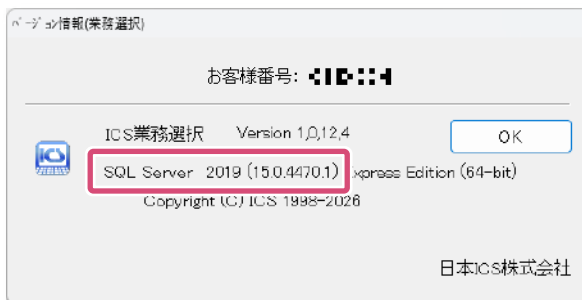 バージョン情報(業務選択)
お客様番号:
ICS業務選択 Version 1,0,12,4
OK
ICS
SQL Server 2019 (15.0.4470.1) Express Edition (64-bit)
Copyright (C) ICS 1998-2026
日本ICS株式会社